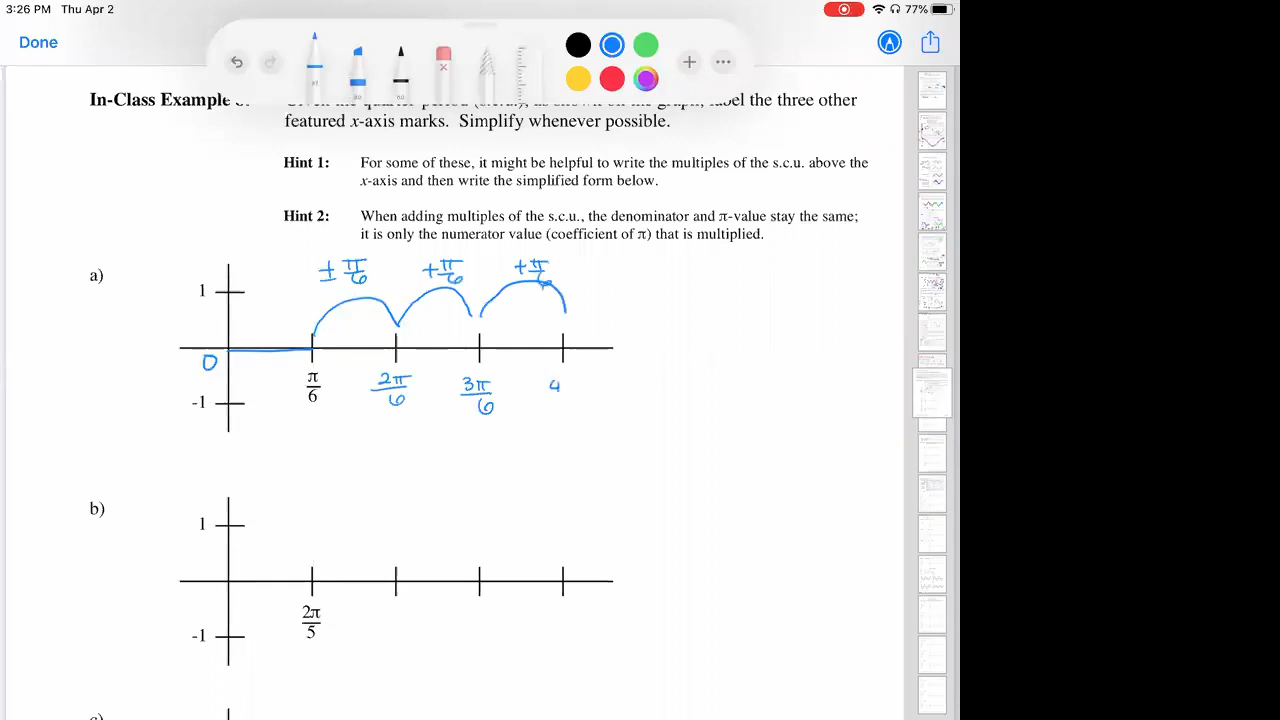 3:26 PM Thu Apr 2
77%
Done
In-Class Example
label the three other
featured x-axis marks. Simplify whenever possible.
Hint 1: For some of these, it might be helpful to write the multiples of the s.c.u. above the
x-axis and then write the simplified form below.
Hint 2: When adding multiples of the s.c.u., the denominator and π-value stay the same;
it is only the numerator value (coefficient of π) that is multiplied.
a)
± π/6 + π/6 + π/6
1
0
π/6 2π/6 3π/6 4
-1
b)
1
2π/5
-1